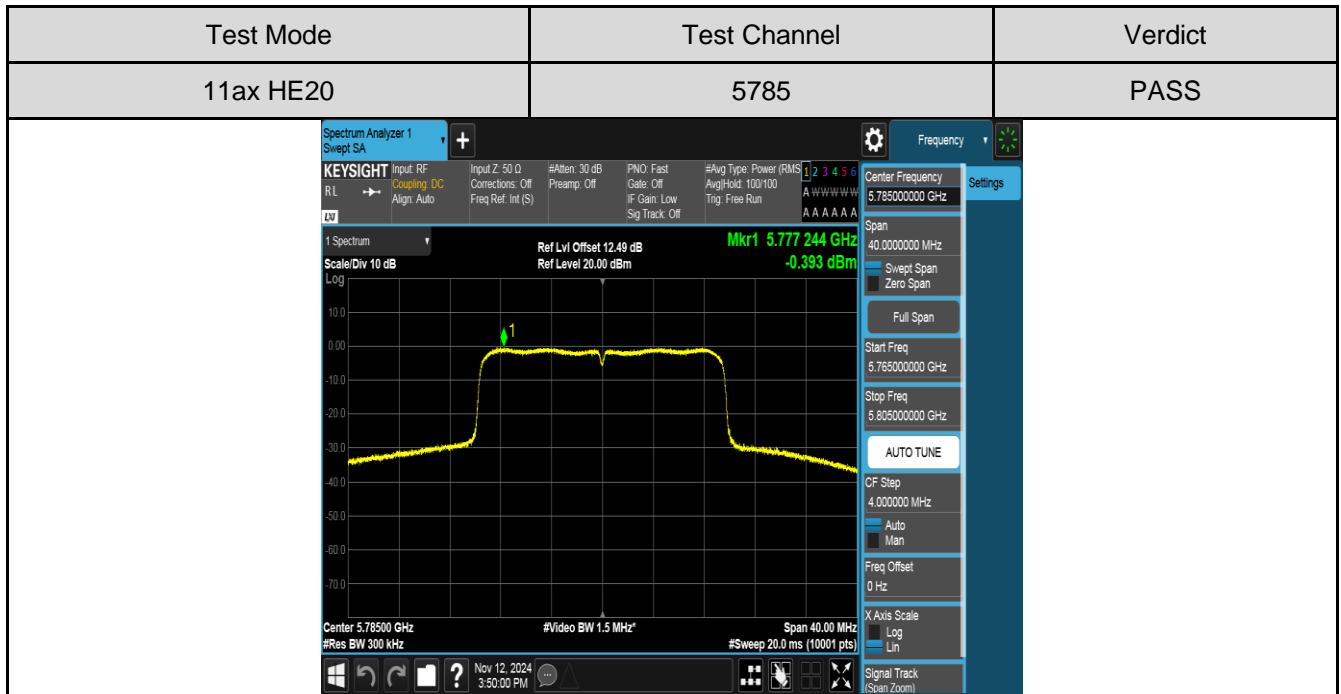 Test Mode Test Channel Verdict
11ax HE20 5785 PASS
Spectrum Analyzer 1
Swept SA
+
Frequency
KEYSIGHT Input: RF Input Z: 50 Ω #Atten: 30 dB PNO: Fast #Avg Type: Power (RMS 1 2 3 4 5 6
RL Coupling: DC Corrections: Off Preamp: Off Gate: Off Avg|Hold: 100/100 A W W W W W
Align: Auto Freq Ref: Int (S) IF Gain: Low Trig: Free Run
LXI Sig Track: Off A A A A A A
1 Spectrum
Scale/Div 10 dB
Ref Lvl Offset 12.49 dB
Ref Level 20.00 dBm
Mkr1 5.777 244 GHz
-0.393 dBm
Log
10.0
1
0.00
-10.0
-20.0
-30.0
-40.0
-50.0
-60.0
-70.0
Center 5.78500 GHz #Video BW 1.5 MHz* Span 40.00 MHz
#Res BW 300 kHz #Sweep 20.0 ms (10001 pts)
? Nov 12, 2024
3:50:00 PM
Center Frequency
5.785000000 GHz
Settings
Span
40.0000000 MHz
Swept Span
Zero Span
Full Span
Start Freq
5.765000000 GHz
Stop Freq
5.805000000 GHz
AUTO TUNE
CF Step
4.000000 MHz
Auto
Man
Freq Offset
0 Hz
X Axis Scale
Log
Lin
Signal Track
(Span Zoom)